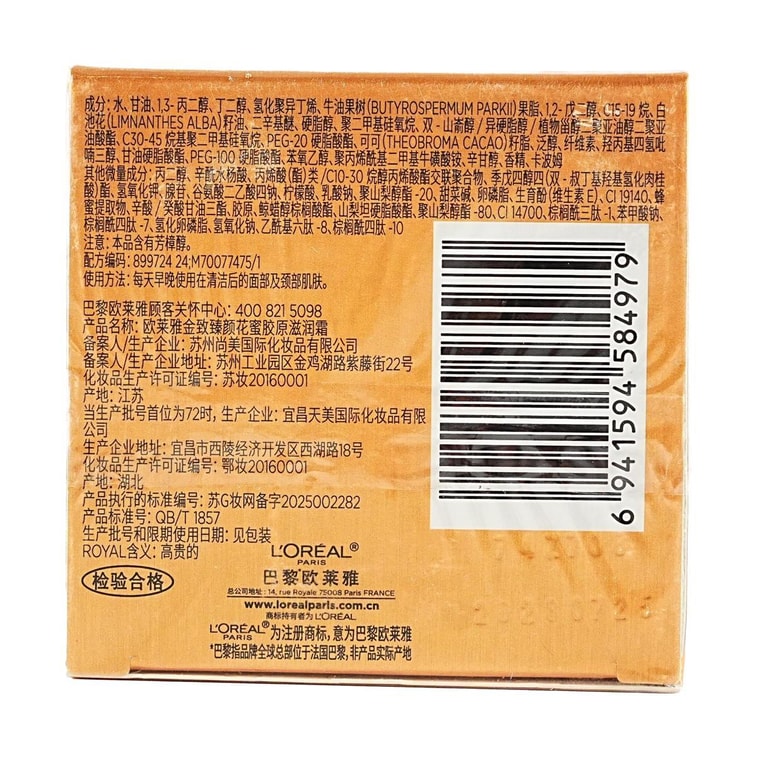 成分：水、甘油、1,3-丙二醇、丁二醇、氢化聚异丁烯、牛油果树(BUTYROSPERMUM PARKII)果脂、1,2-戊二醇、C15-19 烷、白
池花(LIMNANTHES ALBA)籽油、二辛基醚、硬脂醇、聚二甲基硅氧烷、双-山嵛醇/异硬脂醇/植物甾醇二聚亚油醇二聚亚
油酸酯、C30-45 烷基聚二甲基硅氧烷、PEG-20 硬脂酸酯、可可(THEOBROMA CACAO)籽脂、泛醇、纤维素、羟丙基四氢吡
喃三醇、甘油硬脂酸酯、PEG-100 硬脂酸酯、苯氧乙醇、聚丙烯酰基二甲基牛磺酸铵、辛甘醇、香精、卡波姆
其他微量成分：丙二醇、辛酰水杨酸、丙烯酸(酯)类/C10-30 烷醇丙烯酸酯交联聚合物、季戊四醇四(双-叔丁基羟基氢化肉桂
酸)酯、氢氧化钾、腺苷、谷氨酸二乙酸四钠、柠檬酸、乳酸钠、聚山梨醇酯-20、甜菜碱、卵磷脂、生育酚(维生素 E)、CI 19140、蜂
蜜提取物、辛酸/癸酸甘油三酯、胶原、鲸蜡醇棕榈酸酯、山梨坦硬脂酸酯、聚山梨醇酯-80、CI 14700、棕榈酰三肽-1、苯甲酸钠、
棕榈酰四肽-7、氢化卵磷脂、氢氧化钠、乙酰基六肽-8、棕榈酰四肽-10
注意：本品含有芳樟醇。
配方编码：899724 24;M70077475/1
使用方法：每天早晚使用在清洁后的面部及颈部肌肤。
巴黎欧莱雅顾客关怀中心：400 821 5098
产品名称：欧莱雅金致臻颜花蜜胶原滋润霜
备案人/生产企业：苏州尚美国际化妆品有限公司
备案人/生产企业地址：苏州工业园区金鸡湖路紫藤街22号
化妆品生产许可证编号：苏妆20160001
产地：江苏
当生产批号首位为72时，生产企业：宜昌天美国际化妆品有限
公司
生产企业地址：宜昌市西陵经济开发区西湖路18号
化妆品生产许可证编号：鄂妆20160001
产地：湖北
产品执行的标准编号：苏G妆网备字2025002282
产品标准号：QB/T 1857
生产批号和限期使用日期：见包装
ROYAL含义：高贵的
检验合格
L'ORÉAL®
PARIS
巴黎欧莱雅
总公司地址：14, rue Royale 75008 Paris FRANCE
www.lorealparis.com.cn
商标持有者为 L'ORÉAL
L'ORÉAL® PARIS 为注册商标，意为巴黎欧莱雅
*巴黎指品牌全球总部位于法国巴黎，非产品实际产地
6 941594 584979